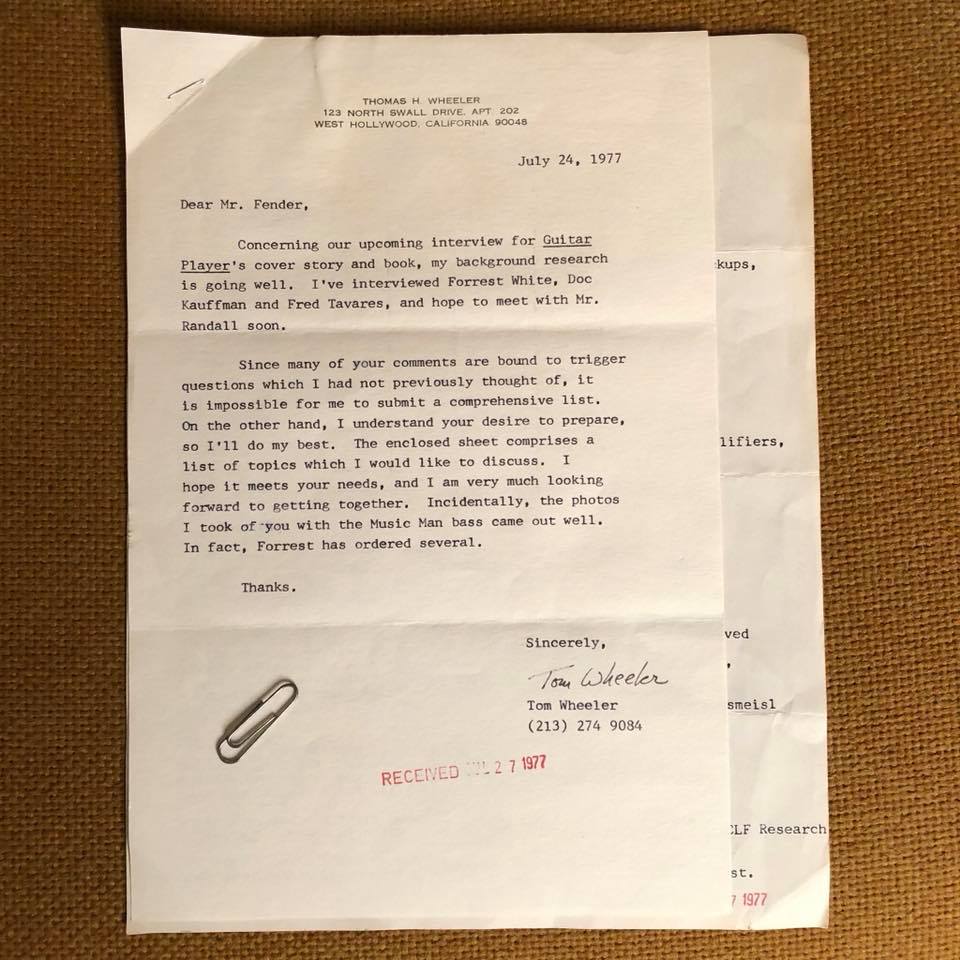 THOMAS H. WHEELER
123 NORTH SWALL DRIVE, APT. 202
WEST HOLLYWOOD, CALIFORNIA 90048
July 24, 1977
Dear Mr. Fender,
Concerning our upcoming interview for Guitar
Player's cover story and book, my background research
is going well. I've interviewed Forrest White, Doc
Kauffman and Fred Tavares, and hope to meet with Mr.
Randall soon.
Since many of your comments are bound to trigger
questions which I had not previously thought of, it
is impossible for me to submit a comprehensive list.
On the other hand, I understand your desire to prepare,
so I'll do my best. The enclosed sheet comprises a
list of topics which I would like to discuss. I
hope it meets your needs, and I am very much looking
forward to getting together. Incidentally, the photos
I took of you with the Music Man bass came out well.
In fact, Forrest has ordered several.
Thanks.
Sincerely,
Tom Wheeler
Tom Wheeler
(213) 274 9084
RECEIVED JUL 27 1977
kups,
lifiers,
ved
,
smeisl
CLF Research
st.
7 1977